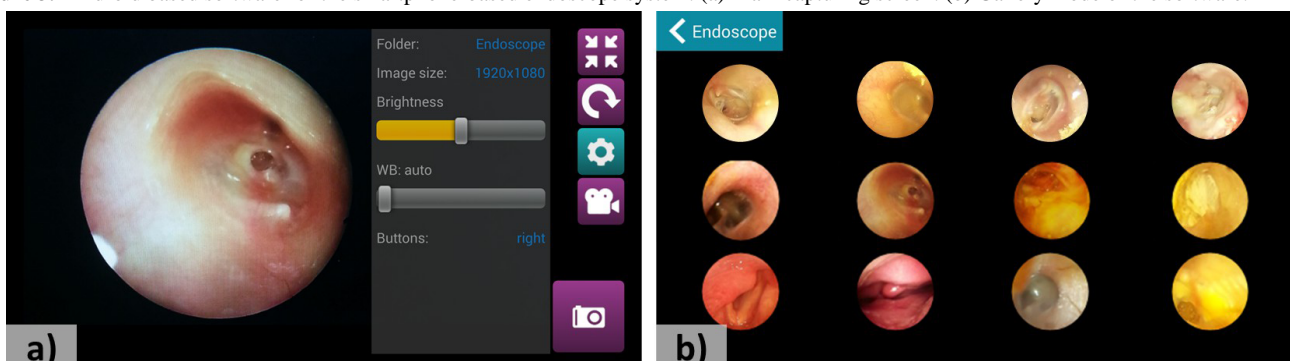 Folder: Endoscope
Image size: 1920x1080
Brightness
WB: auto
Buttons: right
a)
Endoscope
b)